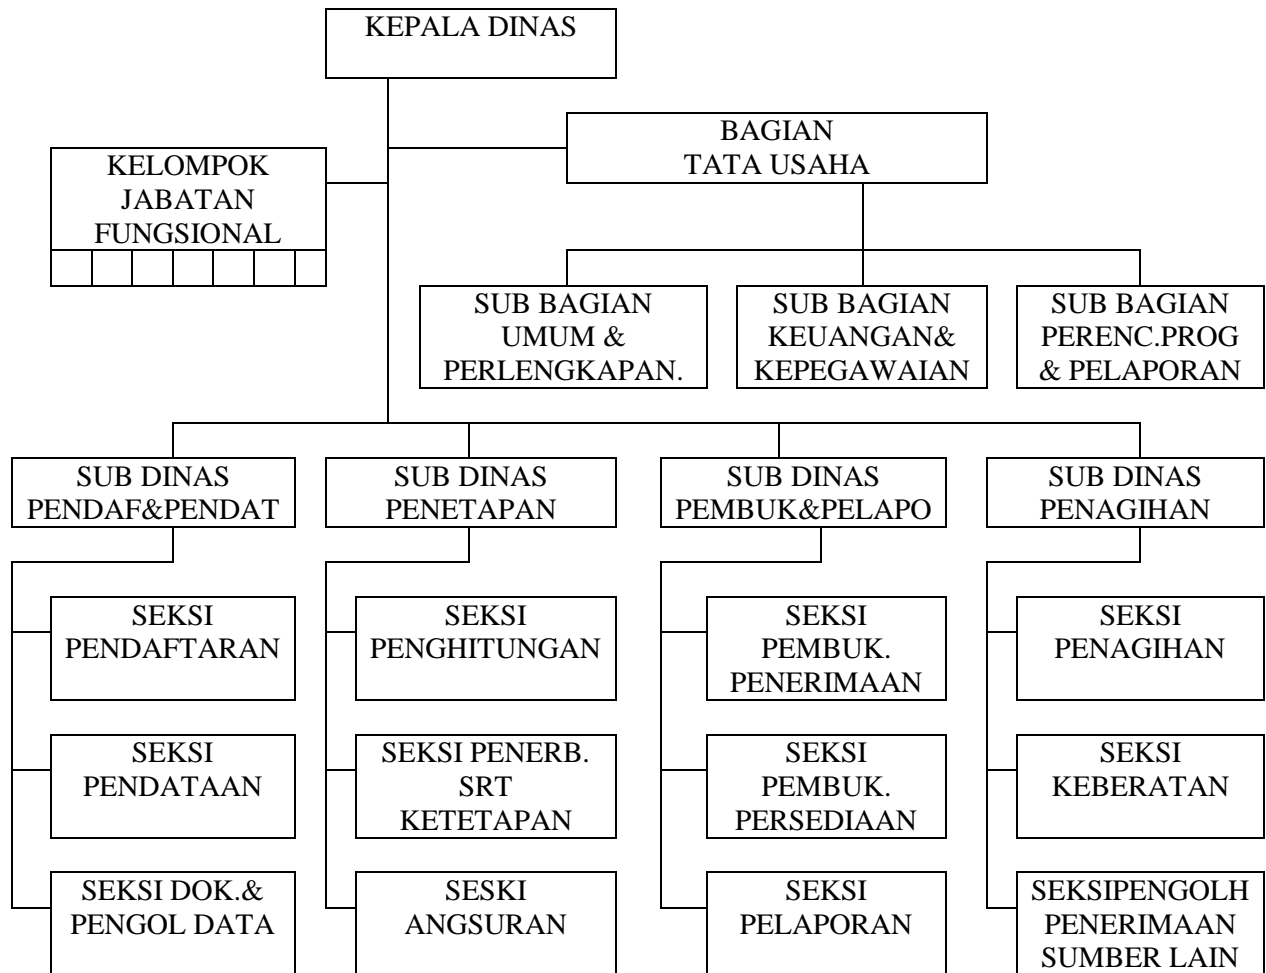 KEPALA DINAS
BAGIAN
TATA USAHA
KELOMPOK
JABATAN
FUNGSIONAL
SUB BAGIAN
UMUM &
PERLENGKAPAN.
SUB BAGIAN
KEUANGAN&
KEPEGAWAIAN
SUB BAGIAN
PERENC.PROG
& PELAPORAN
SUB DINAS
PENDAF&PENDAT
SUB DINAS
PENETAPAN
SUB DINAS
PEMBUK&PELAPO
SUB DINAS
PENAGIHAN
SEKSI
PENDAFTARAN
SEKSI
PENGHITUNGAN
SEKSI
PEMBUK.
PENERIMAAN
SEKSI
PENAGIHAN
SEKSI
PENDATAAN
SEKSI PENERB.
SRT
KETETAPAN
SEKSI
PEMBUK.
PERSEDIAAN
SEKSI
KEBERATAN
SEKSI DOK.&
PENGOL DATA
SESKI
ANGSURAN
SEKSI
PELAPORAN
SEKSIPENGOLH
PENERIMAAN
SUMBER LAIN